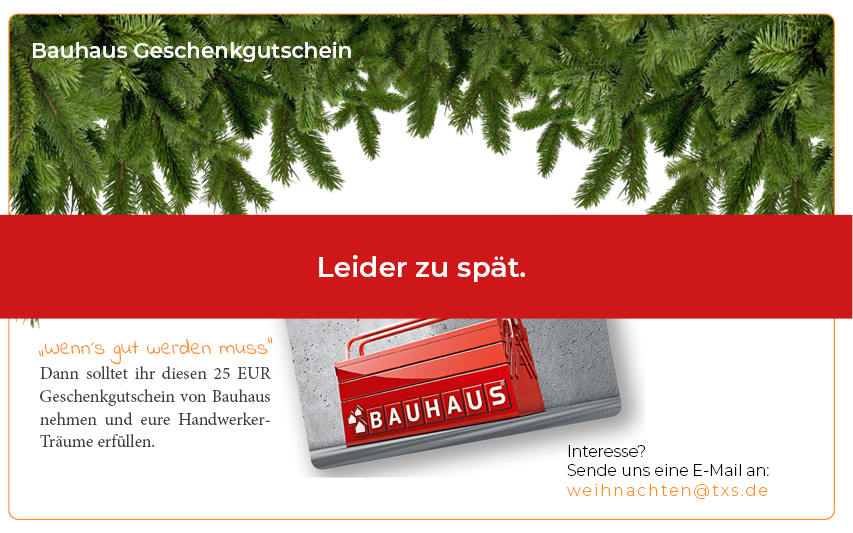 Bauhaus Geschenkgutschein
Leider zu spät.
„Wenn´s gut werden muss"
Dann solltet ihr diesen 25 EUR
Geschenkgutschein von Bauhaus
nehmen und eure Handwerker-
Träume erfüllen.
BAUHAUS
Interesse?
Sende uns eine E-Mail an:
weihnachten@txs.de